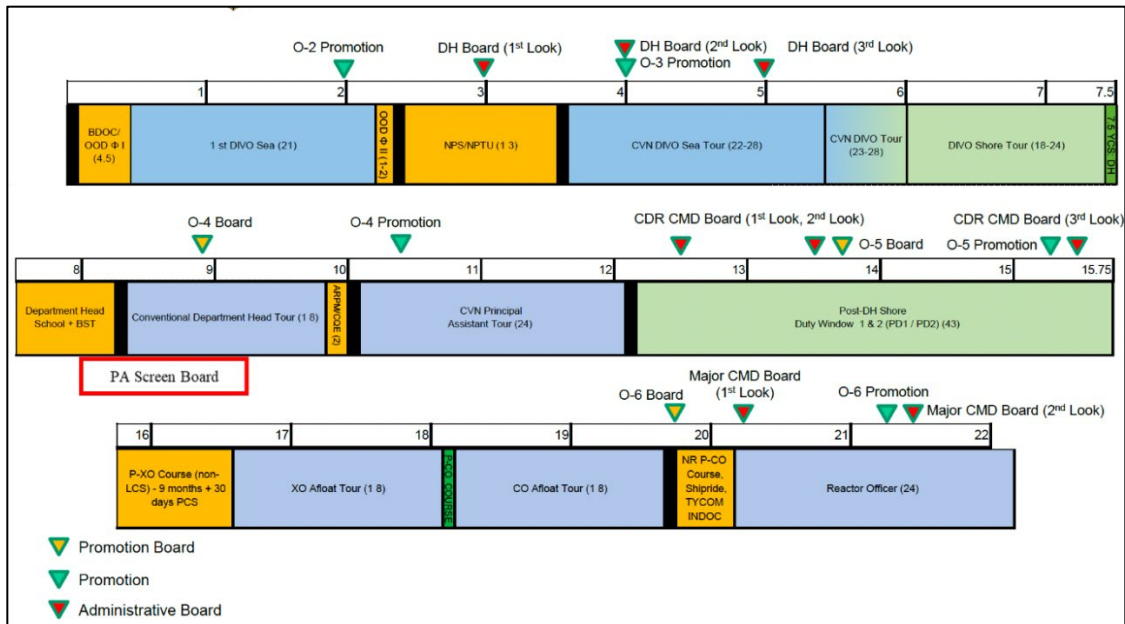 O-2 Promotion
DH Board (1st Look)
DH Board (2nd Look)
O-3 Promotion
DH Board (3rd Look)
1 2 3 4 5 6 7 7.5
BDOC/
OOD Φ I
(4.5)
1 st DIVO Sea (21)
OOD Φ II (1-2)
NPS/NPTU (1 3)
CVN DIVO Sea Tour (22-28)
CVN DIVO Tour
(23-28)
DIVO Shore Tour (18-24)
7.5 YCS DH
O-4 Board
O-4 Promotion
CDR CMD Board (1st Look, 2nd Look)
O-5 Board
CDR CMD Board (3rd Look)
O-5 Promotion
8 9 10 11 12 13 14 15 15.75
Department Head
School + BST
Conventional Department Head Tour (1 8)
ARPM/CQE (2)
CVN Principal
Assistant Tour (24)
Post-DH Shore
Duty Window 1 & 2 (PD1 / PD2) (43)
PA Screen Board
O-6 Board
Major CMD Board
(1st Look)
O-6 Promotion
Major CMD Board (2nd Look)
16 17 18 19 20 21 22
P-XO Course (non-
LCS) - 9 months + 30
days PCS
XO Afloat Tour (1 8)
P-CO COURSE
CO Afloat Tour (1 8)
NR P-CO
Course,
Shipride,
TYCOM
INDOC
Reactor Officer (24)
Promotion Board
Promotion
Administrative Board